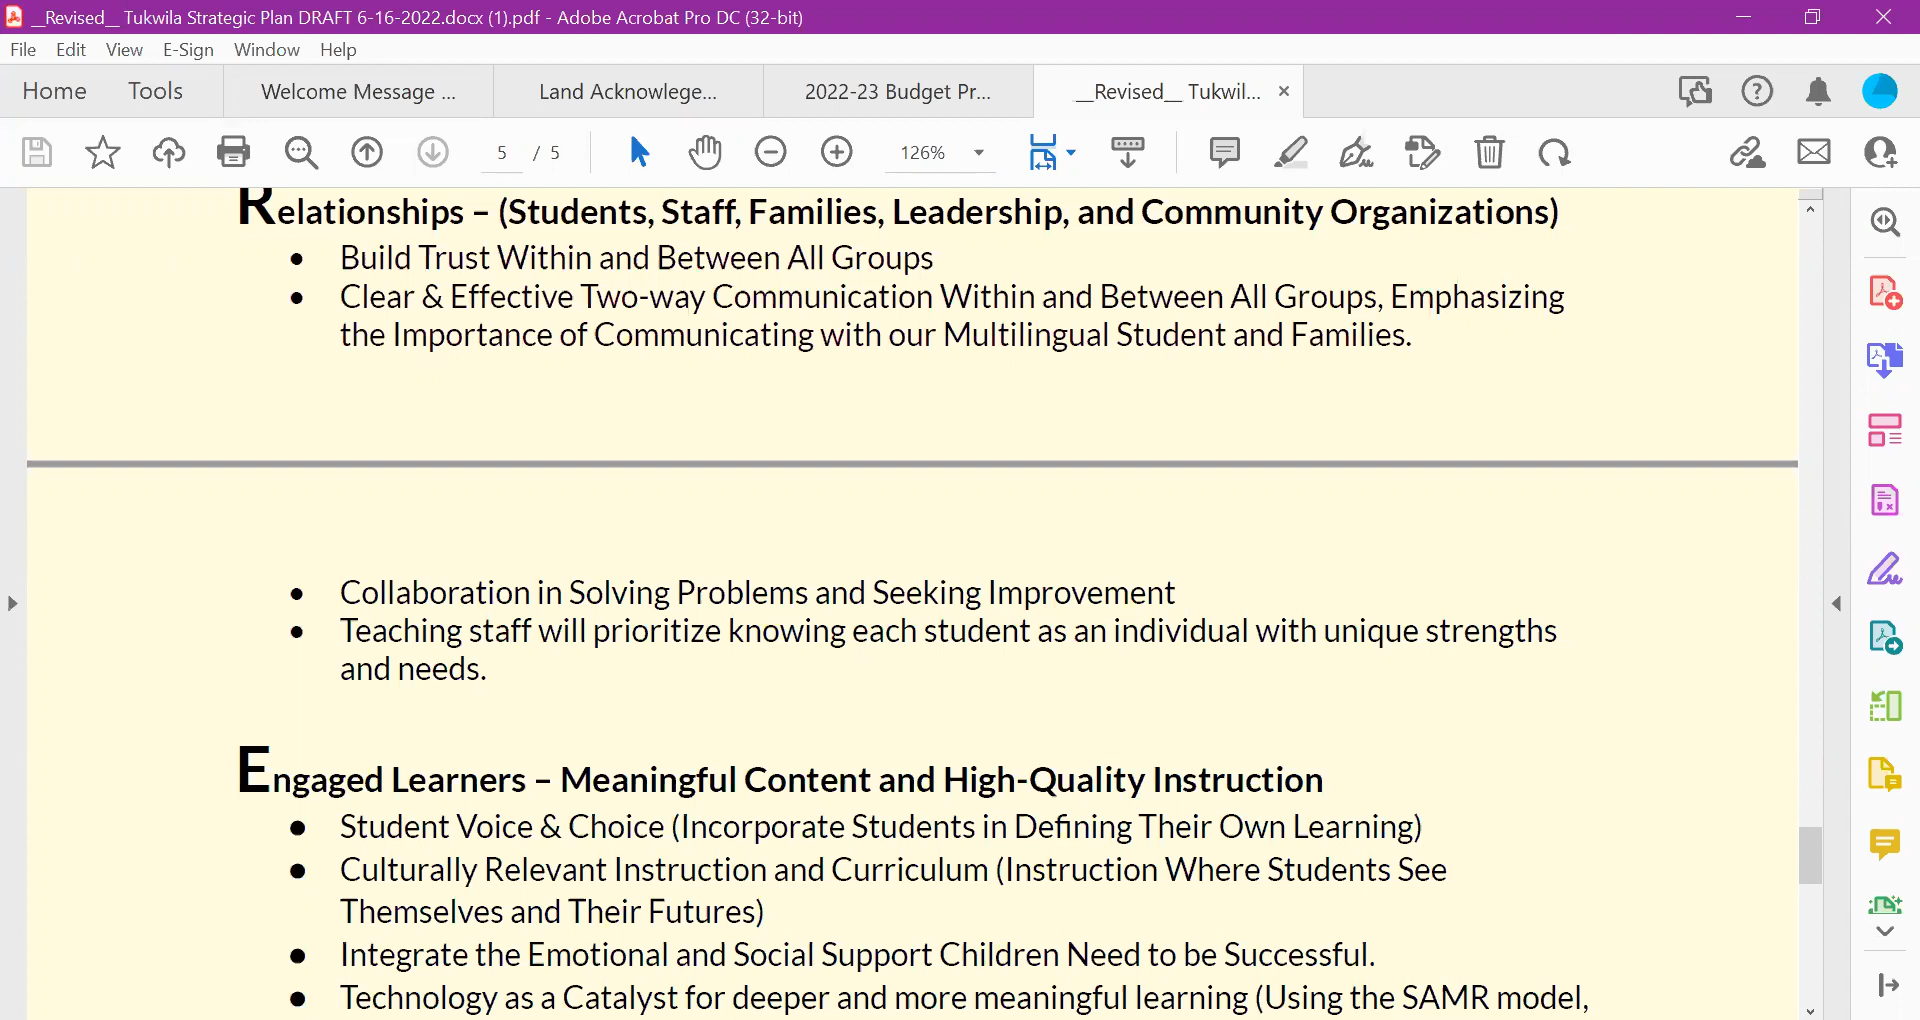 __Revised__ Tukwila Strategic Plan DRAFT 6-16-2022.docx (1).pdf - Adobe Acrobat Pro DC (32-bit)
File Edit View E-Sign Window Help
Home Tools Welcome Message ... Land Acknowlege... 2022-23 Budget Pr... __Revised__ Tukwil... ×
5 / 5 126%
Relationships – (Students, Staff, Families, Leadership, and Community Organizations)
• Build Trust Within and Between All Groups
• Clear & Effective Two-way Communication Within and Between All Groups, Emphasizing
the Importance of Communicating with our Multilingual Student and Families.
• Collaboration in Solving Problems and Seeking Improvement
• Teaching staff will prioritize knowing each student as an individual with unique strengths
and needs.
Engaged Learners – Meaningful Content and High-Quality Instruction
• Student Voice & Choice (Incorporate Students in Defining Their Own Learning)
• Culturally Relevant Instruction and Curriculum (Instruction Where Students See
Themselves and Their Futures)
• Integrate the Emotional and Social Support Children Need to be Successful.
• Technology as a Catalyst for deeper and more meaningful learning (Using the SAMR model,